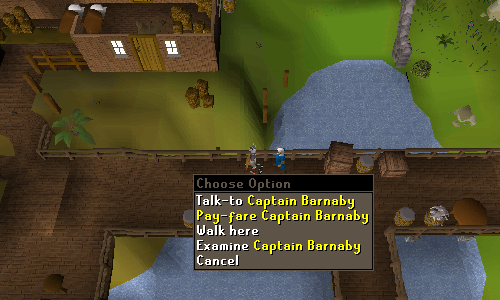 Choose Option
Talk-to Captain Barnaby
Pay-fare Captain Barnaby
Walk here
Examine Captain Barnaby
Cancel